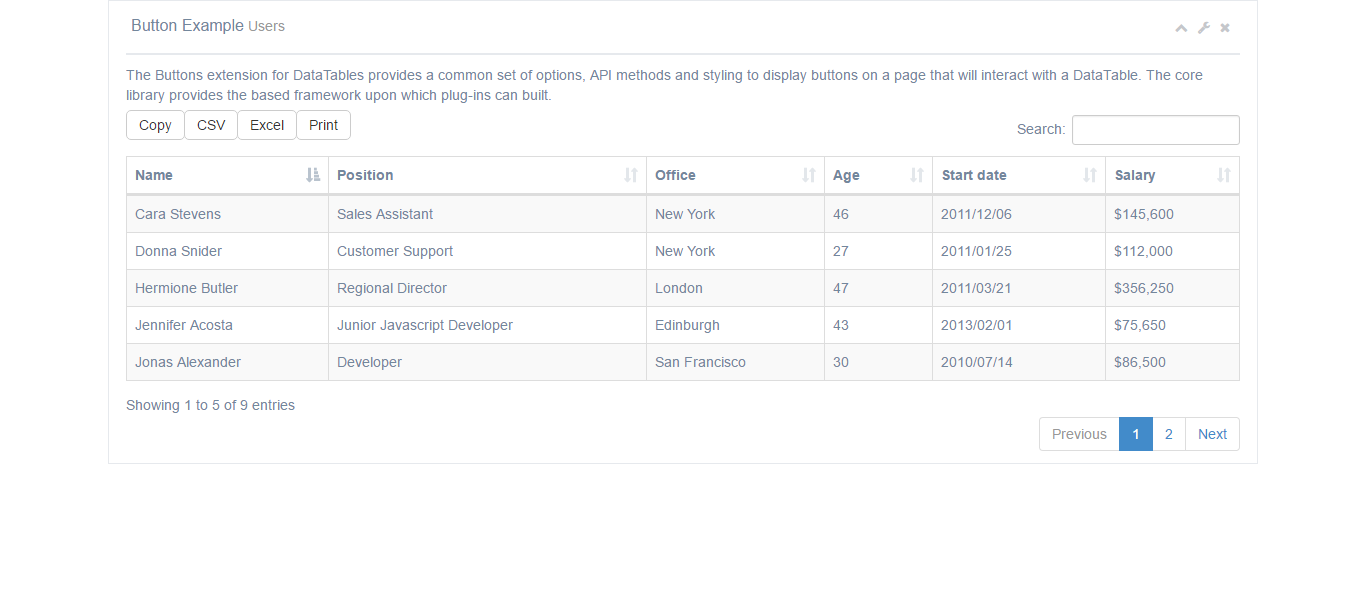 Button Example Users
The Buttons extension for DataTables provides a common set of options, API methods and styling to display buttons on a page that will interact with a DataTable. The core
library provides the based framework upon which plug-ins can built.
Copy CSV Excel Print Search:
Name Position Office Age Start date Salary
Cara Stevens Sales Assistant New York 46 2011/12/06 $145,600
Donna Snider Customer Support New York 27 2011/01/25 $112,000
Hermione Butler Regional Director London 47 2011/03/21 $356,250
Jennifer Acosta Junior Javascript Developer Edinburgh 43 2013/02/01 $75,650
Jonas Alexander Developer San Francisco 30 2010/07/14 $86,500
Showing 1 to 5 of 9 entries
Previous 1 2 Next